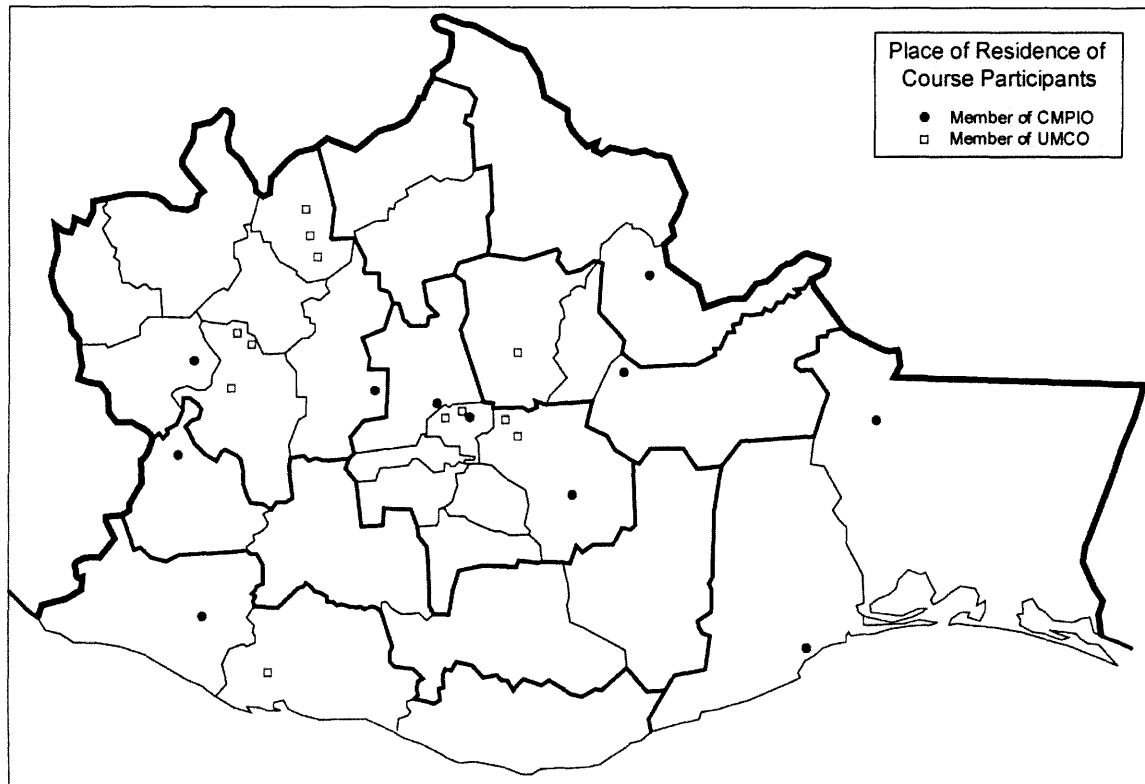 Place of Residence of
Course Participants
Member of CMPIO
Member of UMCO